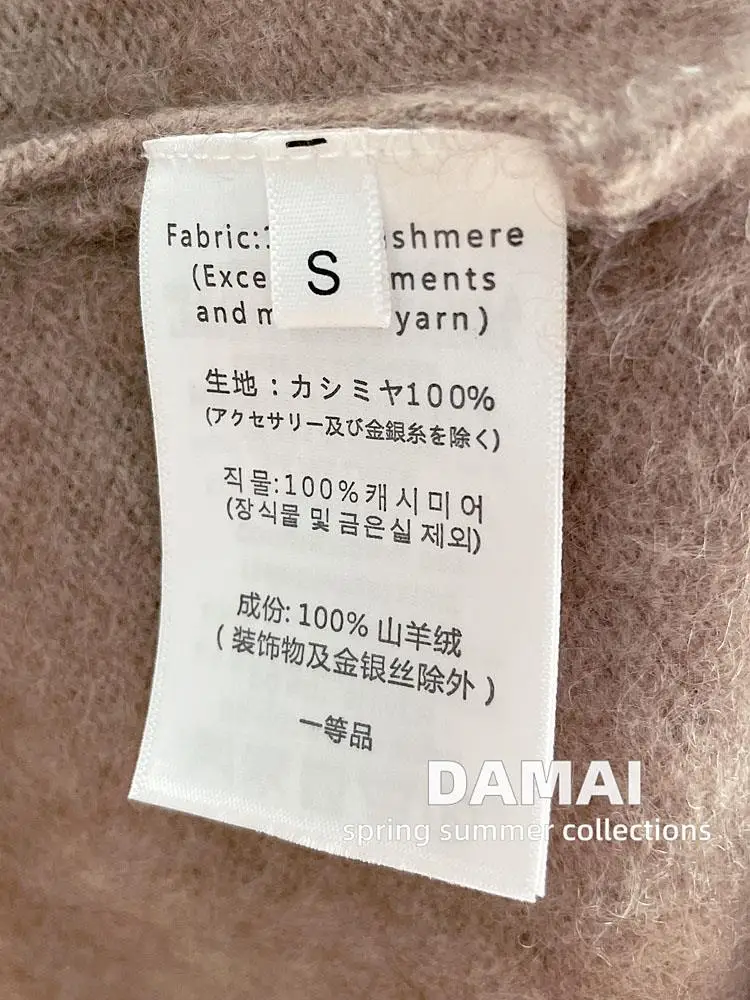 S
Fabric: shmere
(Exce ments
and m yarn)
生地：カシミヤ100%
(アクセサリー及び金銀糸を除く)
직물:100%캐시미어
(장식물 및 금은실 제외)
成份: 100% 山羊绒
(装饰物及金银丝除外)
一等品
DAMAI
spring summer collections